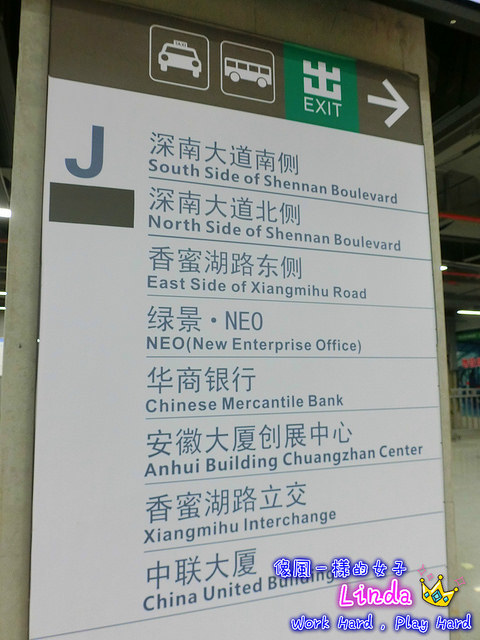 TAXI
出
EXIT
J
深南大道南侧
South Side of Shennan Boulevard
深南大道北侧
North Side of Shennan Boulevard
香蜜湖路东侧
East Side of Xiangmihu Road
绿景·NEO
NEO(New Enterprise Office)
华商银行
Chinese Mercantile Bank
安徽大厦创展中心
Anhui Building Chuangzhan Center
香蜜湖路立交
Xiangmihu Interchange
中联大厦
China United Building
傻風一樣的女子
Linda
Work Hard . Play Hard